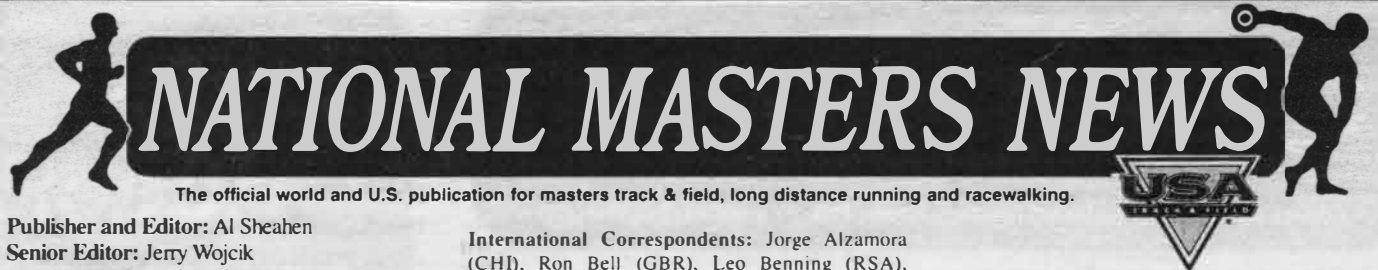 NATIONAL MASTERS NEWS
The official world and U.S. publication for masters track & field, long distance running and racewalking.
USA
TRACK & FIELD
Publisher and Editor: Al Sheahen
Senior Editor: Jerry Wojcik
International Correspondents: Jorge Alzamora
(CHI), Ron Bell (GBR), Leo Benning (RSA),